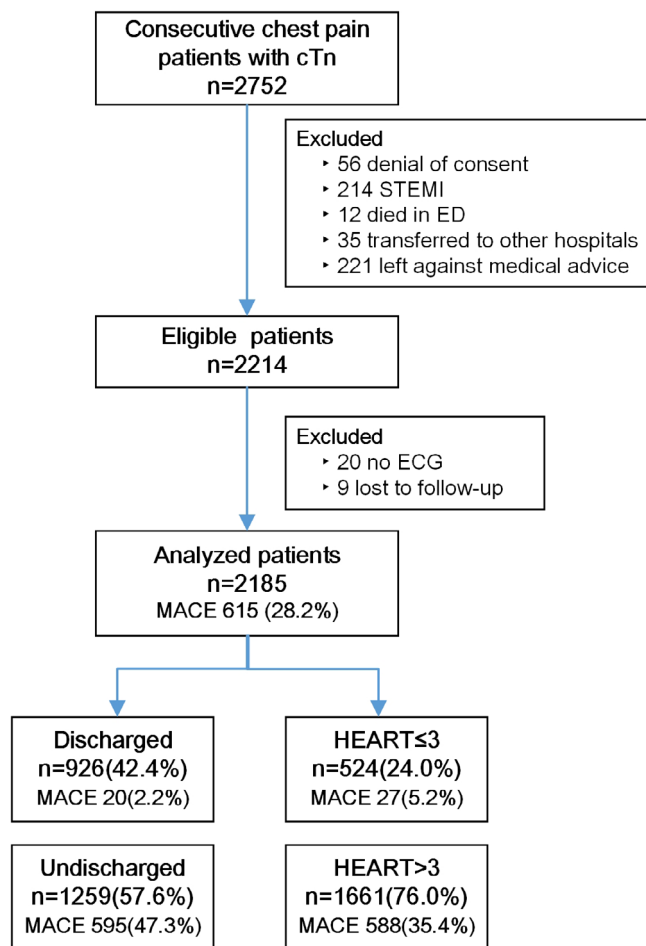 Consecutive chest pain
patients with cTn
n=2752
Excluded
‣ 56 denial of consent
‣ 214 STEMI
‣ 12 died in ED
‣ 35 transferred to other hospitals
‣ 221 left against medical advice
Eligible patients
n=2214
Excluded
‣ 20 no ECG
‣ 9 lost to follow-up
Analyzed patients
n=2185
MACE 615 (28.2%)
Discharged
n=926(42.4%)
MACE 20(2.2%)
HEART≤3
n=524(24.0%)
MACE 27(5.2%)
Undischarged
n=1259(57.6%)
MACE 595(47.3%)
HEART>3
n=1661(76.0%)
MACE 588(35.4%)